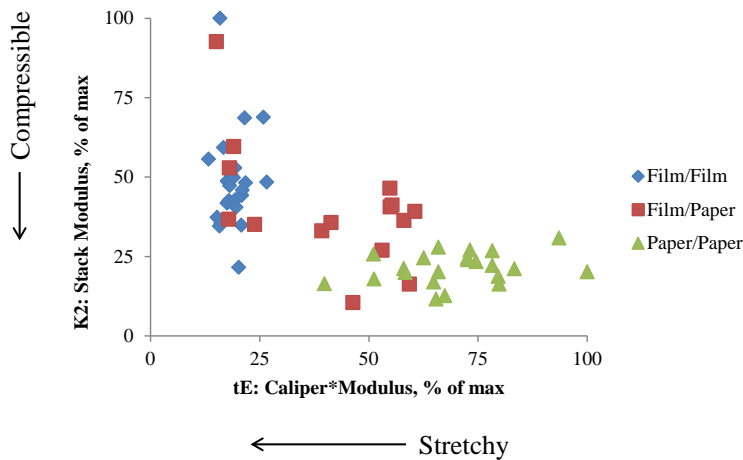 Compressible
K2: Stack Modulus, % of max
100
75
50
25
0
0 25 50 75 100
tE: Caliper*Modulus, % of max
Stretchy
Film/Film
Film/Paper
Paper/Paper